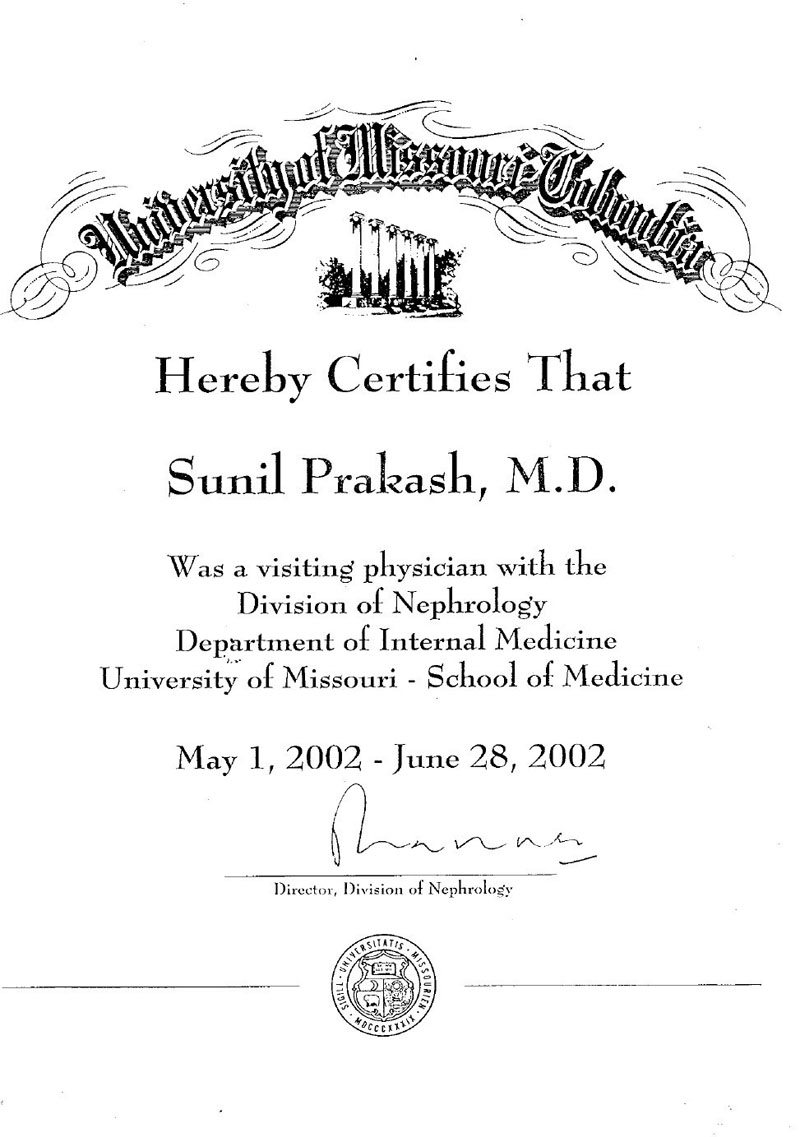 University of Missouri-Columbia
Hereby Certifies That
Sunil Prakash, M.D.
Was a visiting physician with the
Division of Nephrology
Department of Internal Medicine
University of Missouri - School of Medicine
May 1, 2002 - June 28, 2002
Director, Division of Nephrology
SIGILL · UNIVERSITATIS · MISSOURIEN ·
MDCCCXXXIX